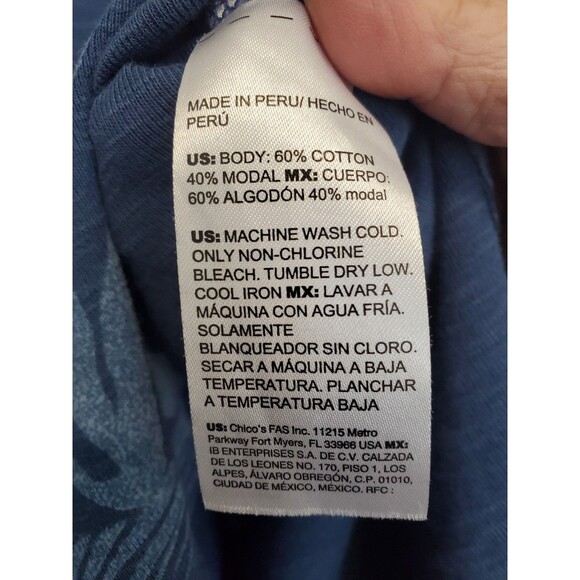 MADE IN PERU/ HECHO EN
PERÚ
US: BODY: 60% COTTON
40% MODAL MX: CUERPO:
60% ALGODÓN 40% modal
US: MACHINE WASH COLD.
ONLY NON-CHLORINE
BLEACH. TUMBLE DRY LOW.
COOL IRON MX: LAVAR A
MÁQUINA CON AGUA FRÍA.
SOLAMENTE
BLANQUEADOR SIN CLORO.
SECAR A MÁQUINA A BAJA
TEMPERATURA. PLANCHAR
A TEMPERATURA BAJA
US: Chico's FAS Inc. 11215 Metro
Parkway Fort Myers, FL 33966 USA MX:
IB ENTERPRISES S.A. DE C.V. CALZADA
DE LOS LEONES NO. 170, PISO 1, LOS
ALPES, ÁLVARO OBREGÓN, C.P. 01010,
CIUDAD DE MÉXICO, MÉXICO. RFC :